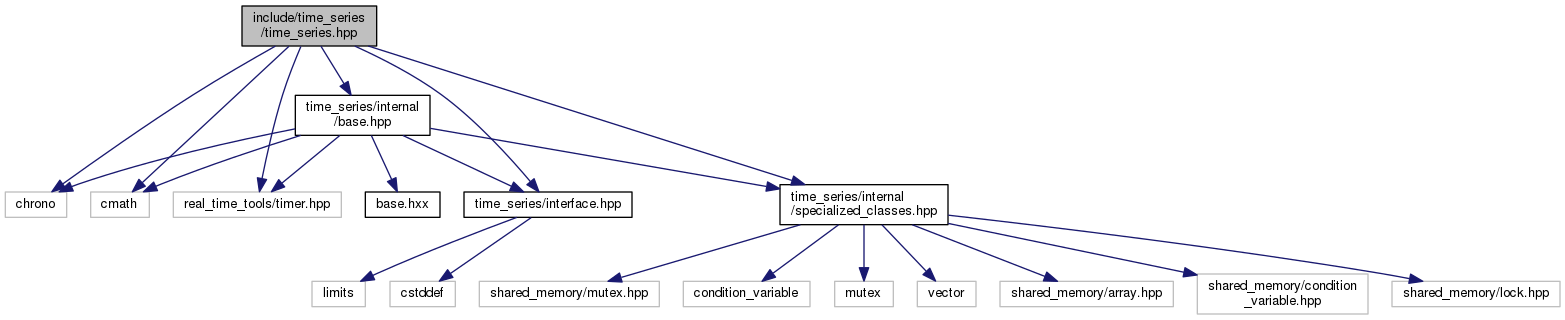 include/time_series
/time_series.hpp
time_series/internal
/base.hpp
chrono
cmath
real_time_tools/timer.hpp
base.hxx
time_series/interface.hpp
time_series/internal
/specialized_classes.hpp
limits
cstddef
shared_memory/mutex.hpp
condition_variable
mutex
vector
shared_memory/array.hpp
shared_memory/condition
_variable.hpp
shared_memory/lock.hpp